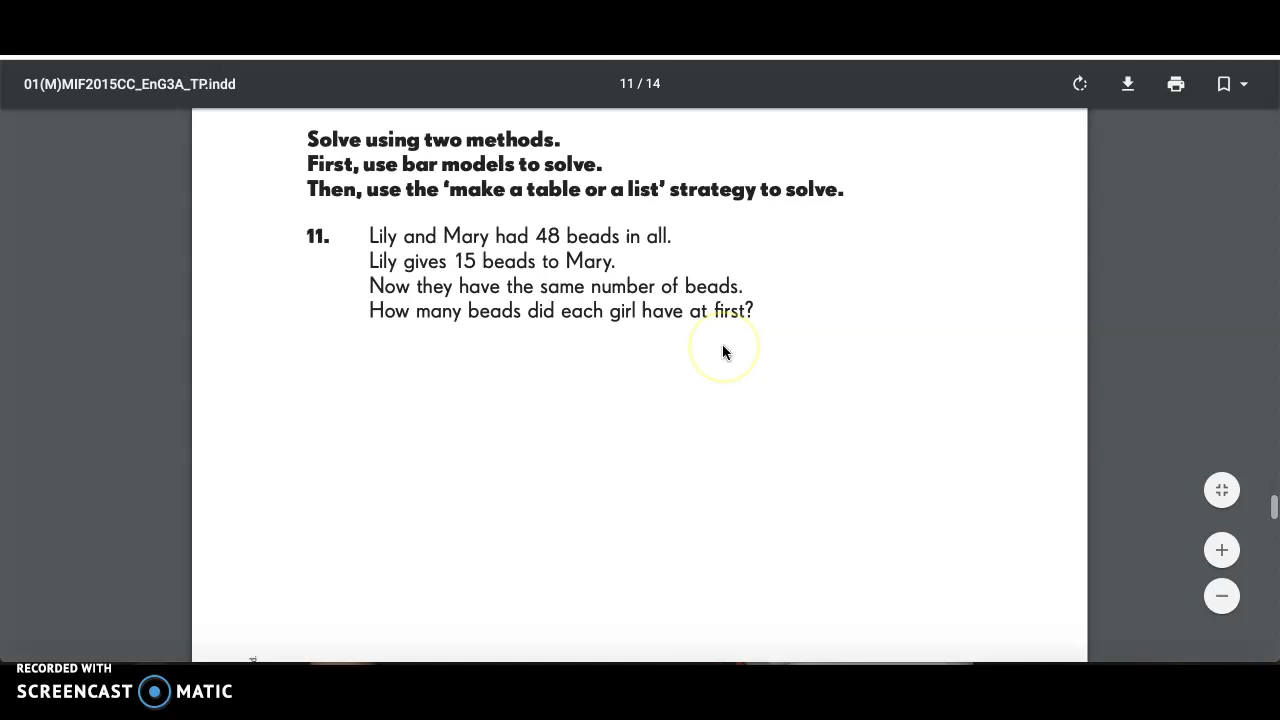 01(M)MIF2015CC_EnG3A_TP.indd
11 / 14
Solve using two methods.
First, use bar models to solve.
Then, use the ‘make a table or a list’ strategy to solve.
11. Lily and Mary had 48 beads in all.
Lily gives 15 beads to Mary.
Now they have the same number of beads.
How many beads did each girl have at first?
RECORDED WITH
SCREENCAST MATIC